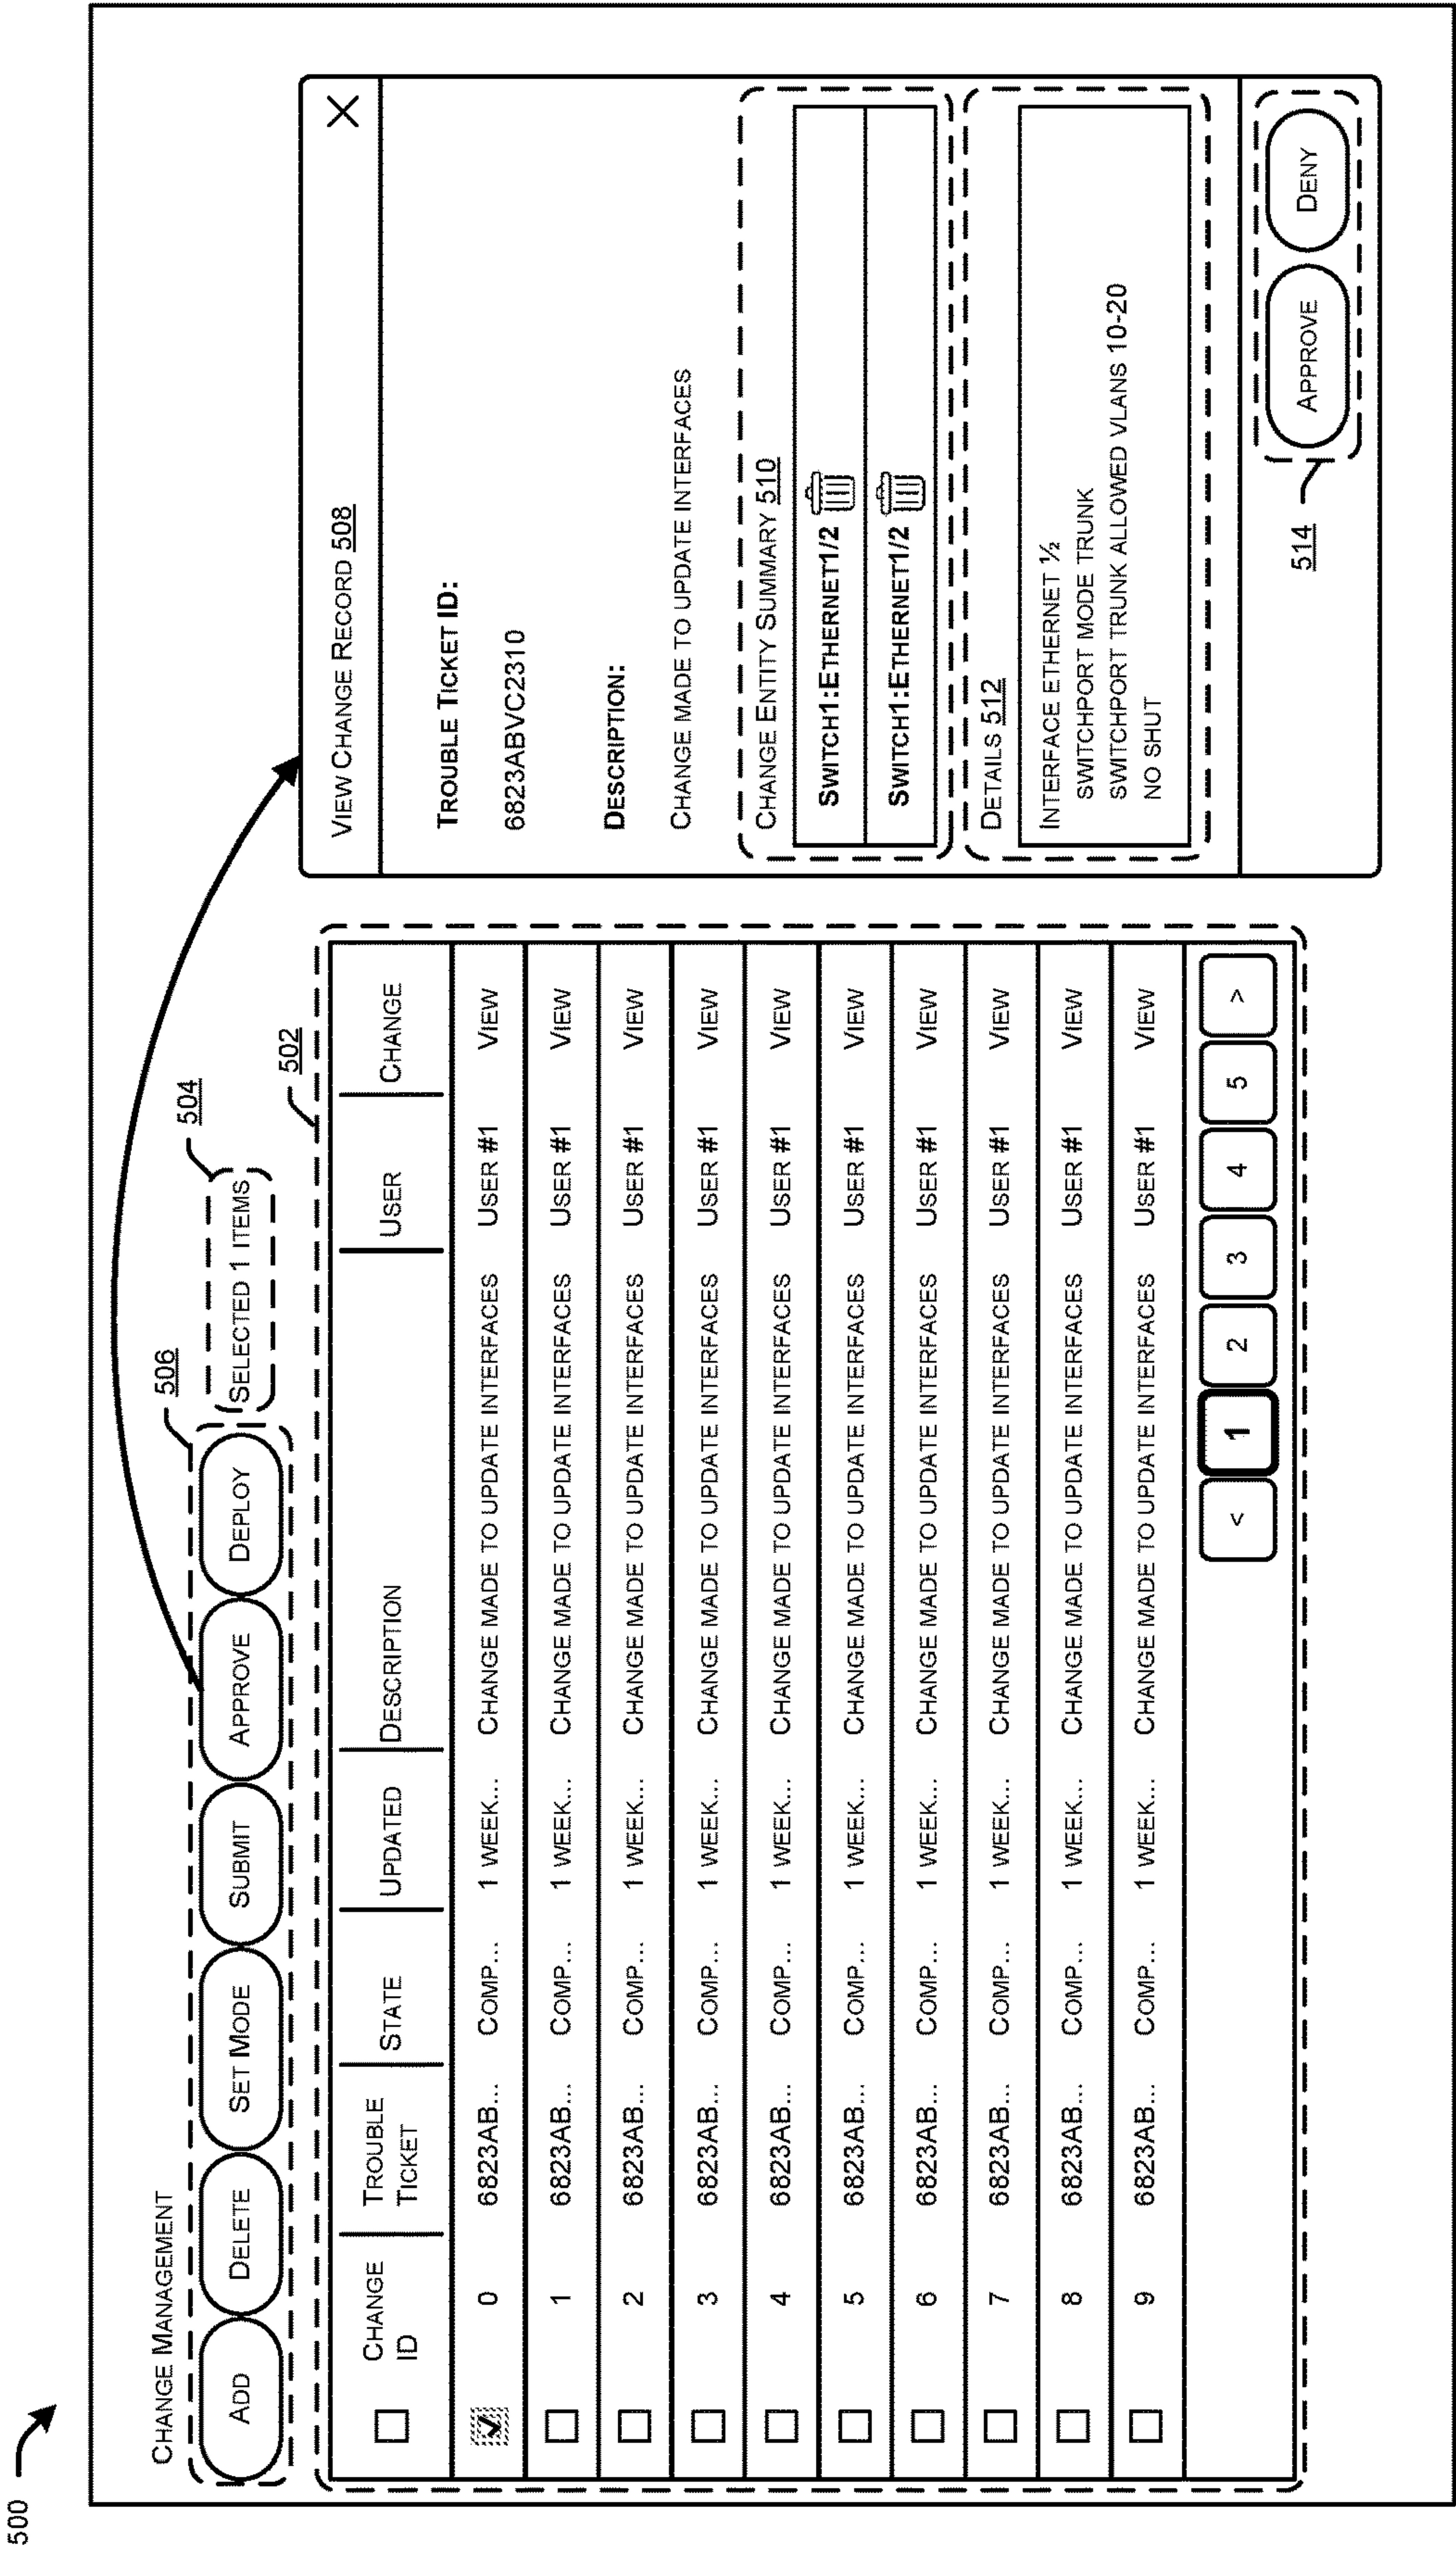 500
CHANGE MANAGEMENT
506
504
ADD DELETE SET MODE SUBMIT APPROVE DEPLOY SELECTED 1 ITEMS
502
CHANGE ID TROUBLE TICKET STATE UPDATED DESCRIPTION USER CHANGE
0 6823AB... COMP... 1 WEEK... CHANGE MADE TO UPDATE INTERFACES USER #1 VIEW
1 6823AB... COMP... 1 WEEK... CHANGE MADE TO UPDATE INTERFACES USER #1 VIEW
2 6823AB... COMP... 1 WEEK... CHANGE MADE TO UPDATE INTERFACES USER #1 VIEW
3 6823AB... COMP... 1 WEEK... CHANGE MADE TO UPDATE INTERFACES USER #1 VIEW
4 6823AB... COMP... 1 WEEK... CHANGE MADE TO UPDATE INTERFACES USER #1 VIEW
5 6823AB... COMP... 1 WEEK... CHANGE MADE TO UPDATE INTERFACES USER #1 VIEW
6 6823AB... COMP... 1 WEEK... CHANGE MADE TO UPDATE INTERFACES USER #1 VIEW
7 6823AB... COMP... 1 WEEK... CHANGE MADE TO UPDATE INTERFACES USER #1 VIEW
8 6823AB... COMP... 1 WEEK... CHANGE MADE TO UPDATE INTERFACES USER #1 VIEW
9 6823AB... COMP... 1 WEEK... CHANGE MADE TO UPDATE INTERFACES USER #1 VIEW
< 1 2 3 4 5 >
VIEW CHANGE RECORD 508
TROUBLE TICKET ID:
6823ABVC2310
DESCRIPTION:
CHANGE MADE TO UPDATE INTERFACES
CHANGE ENTITY SUMMARY 510
SWITCH1:ETHERNET1/2
SWITCH1:ETHERNET1/2
DETAILS 512
INTERFACE ETHERNET ½
SWITCHPORT MODE TRUNK
SWITCHPORT TRUNK ALLOWED VLANS 10-20
NO SHUT
514
APPROVE DENY